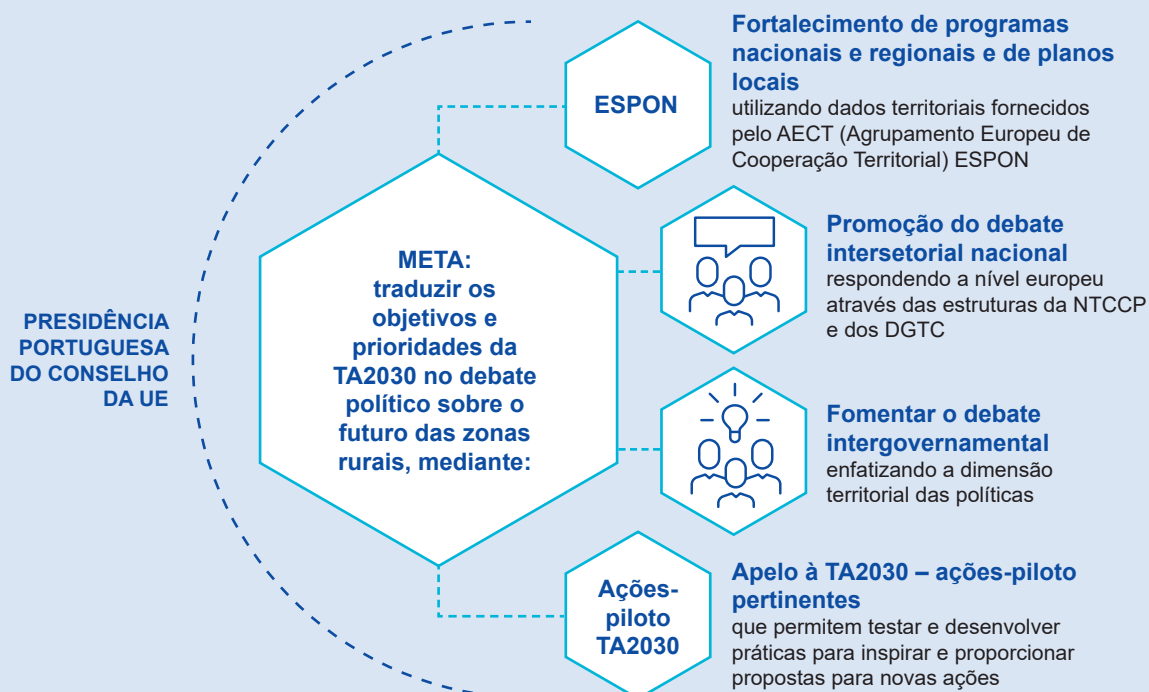 PRESIDÊNCIA
PORTUGUESA
DO CONSELHO
DA UE
META:
traduzir os
objetivos e
prioridades da
TA2030 no debate
político sobre o
futuro das zonas
rurais, mediante:
ESPON
Fortalecimento de programas
nacionais e regionais e de planos
locais
utilizando dados territoriais fornecidos
pelo AECT (Agrupamento Europeu de
Cooperação Territorial) ESPON
Promoção do debate
intersetorial nacional
respondendo a nível europeu
através das estruturas da NTCCP
e dos DGTC
Fomentar o debate
intergovernamental
enfatizando a dimensão
territorial das políticas
Ações-
piloto
TA2030
Apelo à TA2030 – ações-piloto
pertinentes
que permitem testar e desenvolver
práticas para inspirar e proporcionar
propostas para novas ações